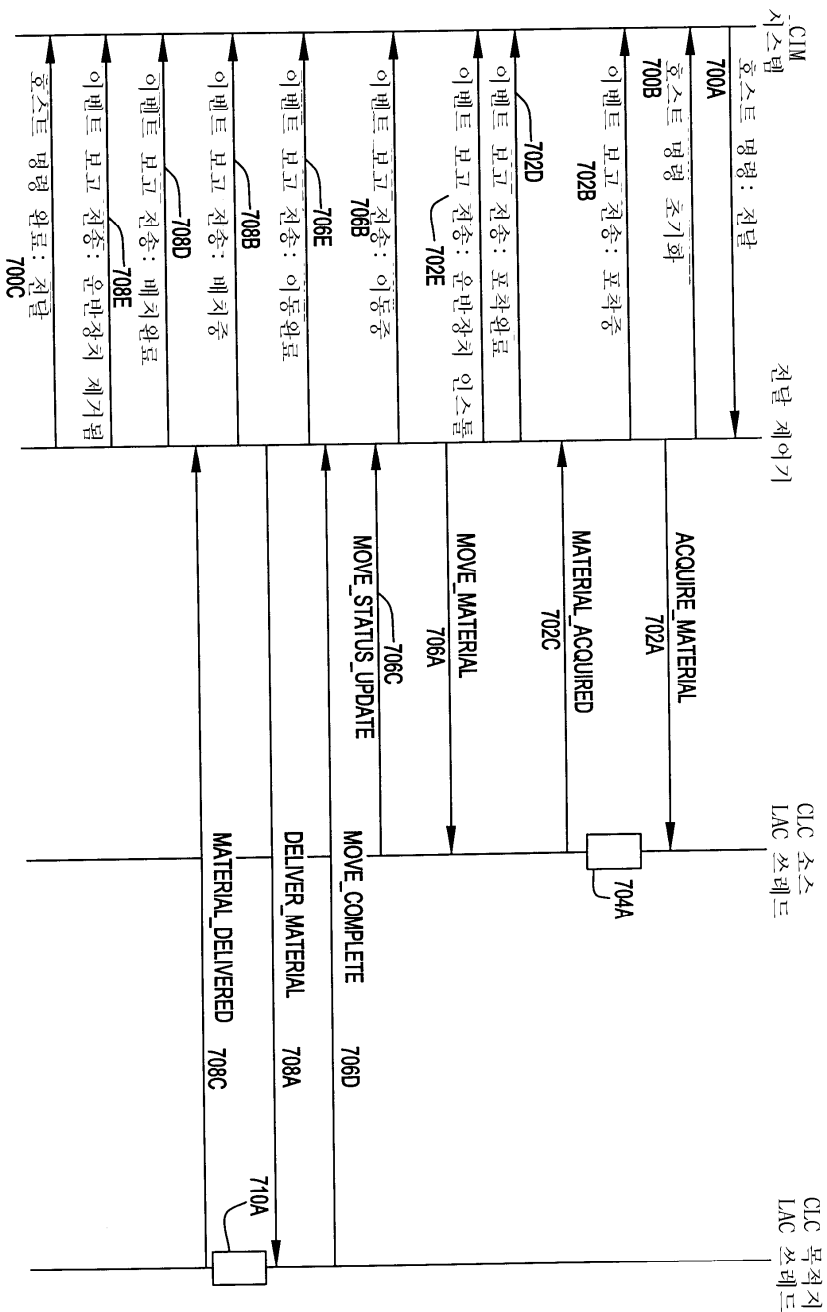 CIM
시스템
전달 제어기
CLC 소스
LAC 쓰레드
CLC 목적지
LAC 쓰레드
호스트 명령: 전달
700A
호스트 명령 초기화
700B
ACQUIRE_MATERIAL
702A
이벤트 보고 전송: 포착중
702B
704A
MATERIAL_ACQUIRED
702C
702D
이벤트 보고 전송: 포착완료
이벤트 보고 전송: 운반장치 인스톨
702E
MOVE_MATERIAL
706A
이벤트 보고 전송: 이동중
706B
706C
MOVE_STATUS_UPDATE
MOVE_COMPLETE
706D
706E
이벤트 보고 전송: 이동완료
DELIVER_MATERIAL
708A
708B
이벤트 보고 전송: 배치중
710A
MATERIAL_DELIVERED
708C
708D
이벤트 보고 전송: 배치완료
708E
이벤트 보고 전송: 운반장치 제거됨
호스트 명령 완료: 전달
700C